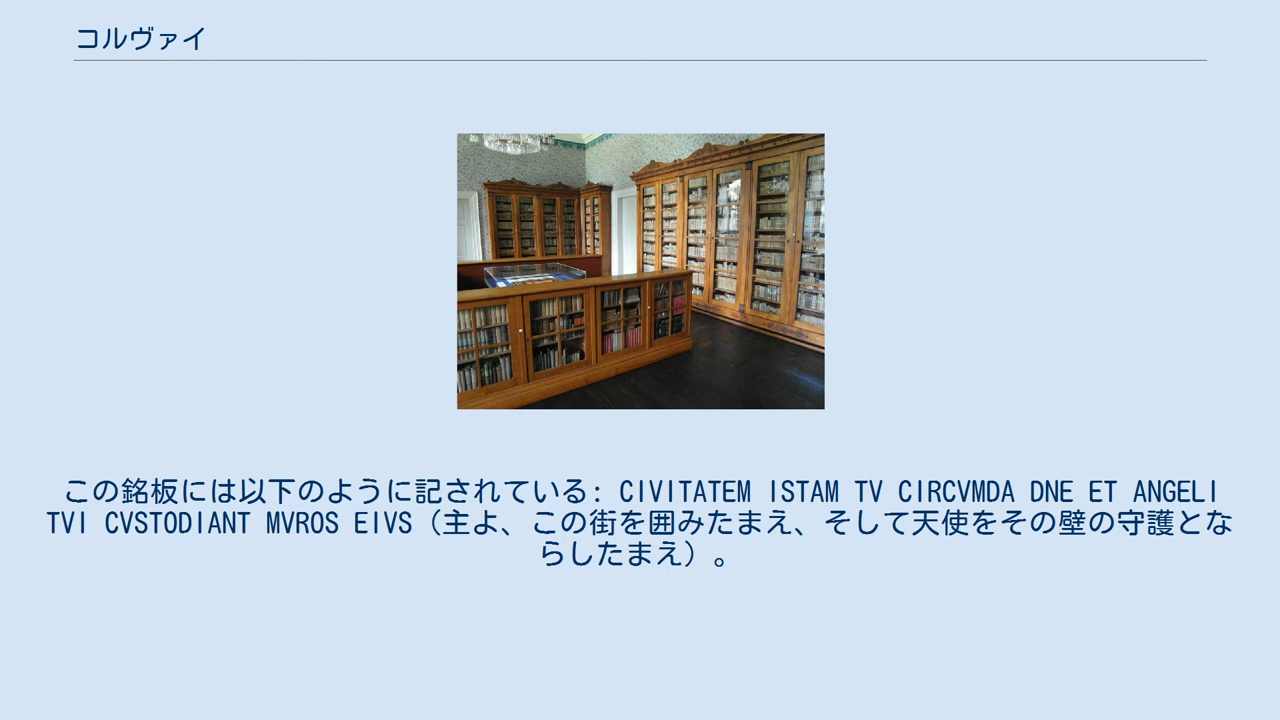 コルヴァイ
この銘板には以下のように記されている: CIVITATEM ISTAM TV CIRCVMDA DNE ET ANGELI
TVI CVSTODIANT MVROS EIVS（主よ、この街を囲みたまえ、そして天使をその壁の守護とな
らしたまえ）。